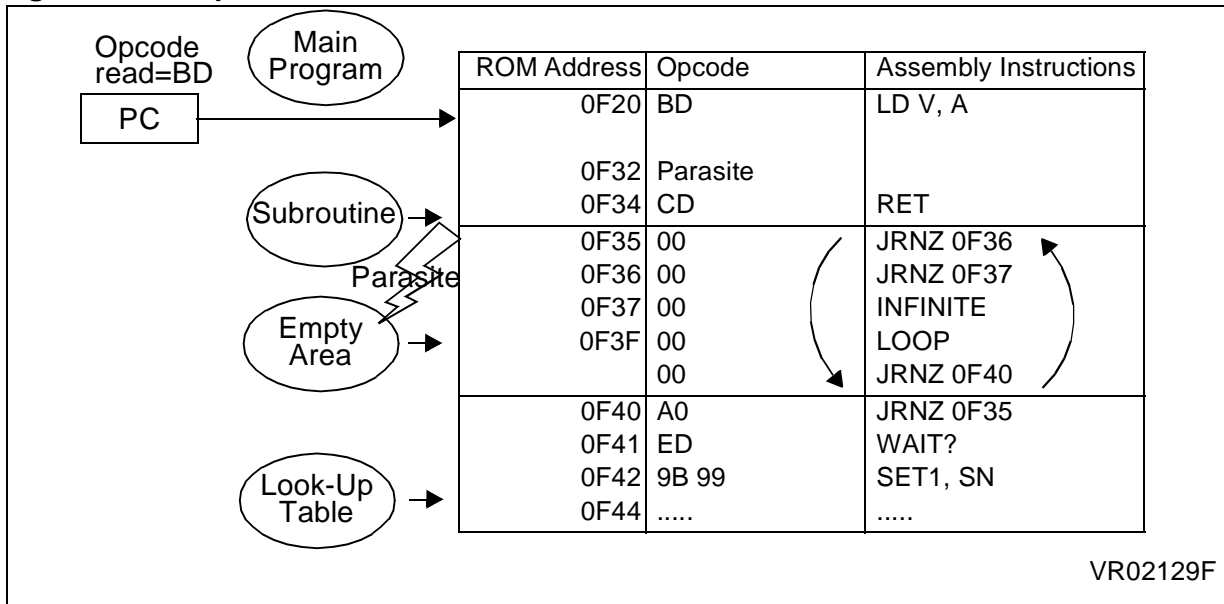 Opcode
read=BD
PC
Main
Program
Subroutine
Parasite
Empty
Area
Look-Up
Table
ROM Address Opcode Assembly Instructions
0F20 BD LD V, A
0F32 Parasite
0F34 CD RET
0F35 00 JRNZ 0F36
0F36 00 JRNZ 0F37
0F37 00 INFINITE
0F3F 00 LOOP
00 JRNZ 0F40
0F40 A0 JRNZ 0F35
0F41 ED WAIT?
0F42 9B 99 SET1, SN
0F44 ..... .....
VR02129F